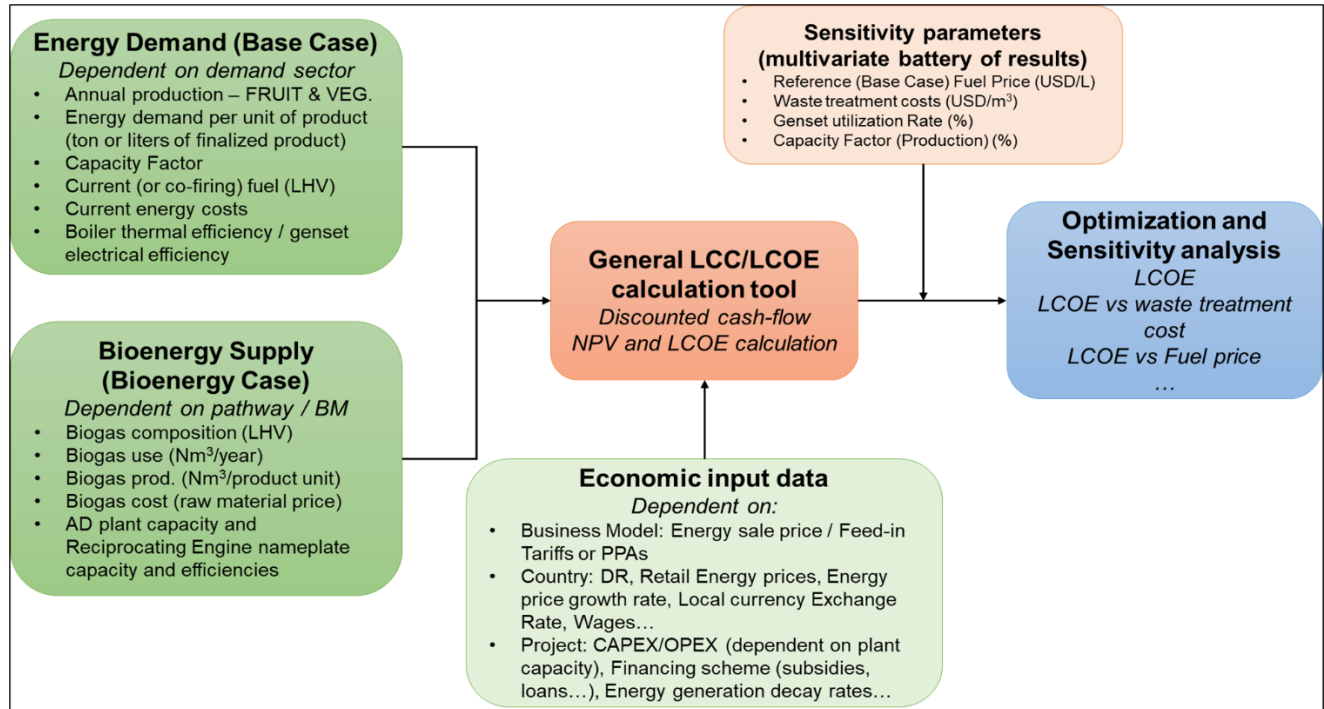 Energy Demand (Base Case)
Dependent on demand sector
• Annual production – FRUIT & VEG.
• Energy demand per unit of product
(ton or liters of finalized product)
• Capacity Factor
• Current (or co-firing) fuel (LHV)
• Current energy costs
• Boiler thermal efficiency / genset
electrical efficiency
Bioenergy Supply
(Bioenergy Case)
Dependent on pathway / BM
• Biogas composition (LHV)
• Biogas use (Nm³/year)
• Biogas prod. (Nm³/product unit)
• Biogas cost (raw material price)
• AD plant capacity and
Reciprocating Engine nameplate
capacity and efficiencies
General LCC/LCOE
calculation tool
Discounted cash-flow
NPV and LCOE calculation
Sensitivity parameters
(multivariate battery of results)
• Reference (Base Case) Fuel Price (USD/L)
• Waste treatment costs (USD/m³)
• Genset utilization Rate (%)
• Capacity Factor (Production) (%)
Economic input data
Dependent on:
• Business Model: Energy sale price / Feed-in
Tariffs or PPAs
• Country: DR, Retail Energy prices, Energy
price growth rate, Local currency Exchange
Rate, Wages…
• Project: CAPEX/OPEX (dependent on plant
capacity), Financing scheme (subsidies,
loans…), Energy generation decay rates…
Optimization and
Sensitivity analysis
LCOE
LCOE vs waste treatment
cost
LCOE vs Fuel price
…